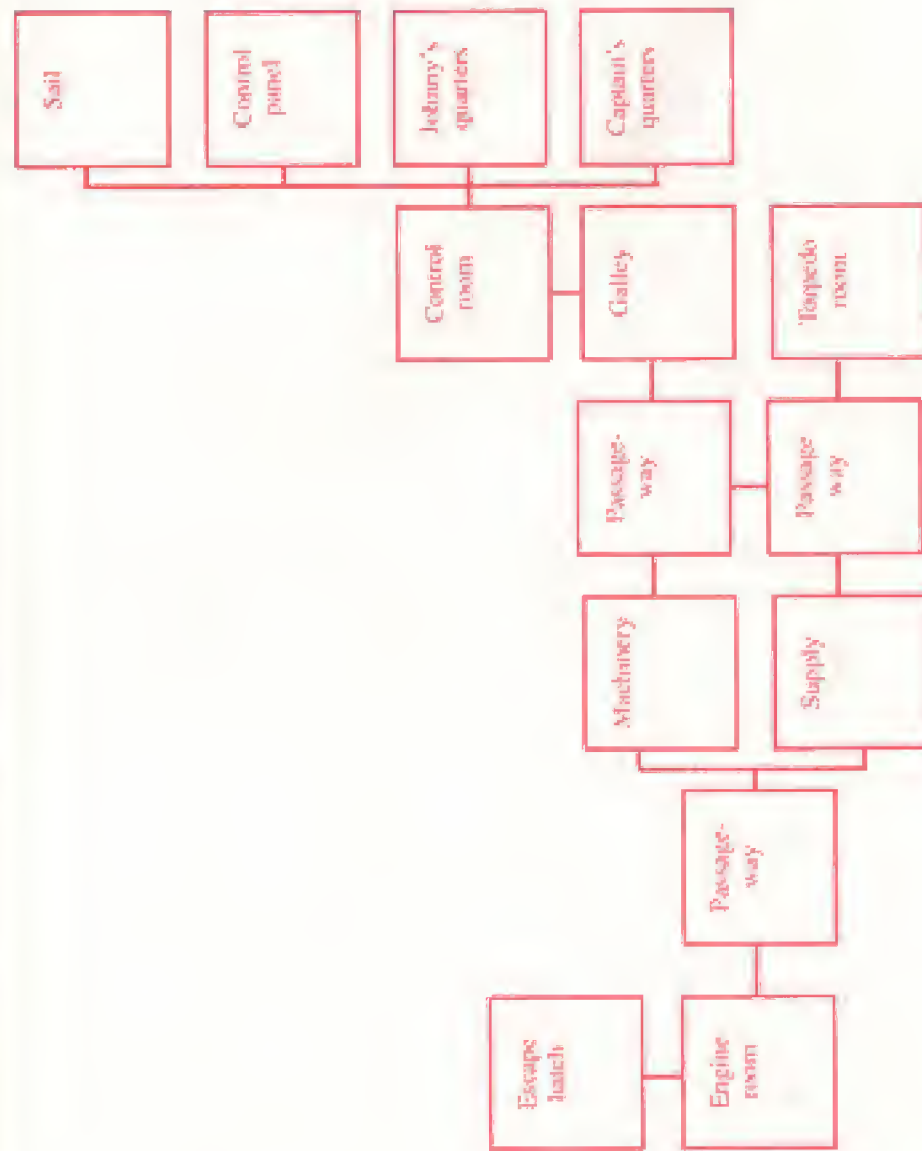 Sail
Control
panel
Control
room
Johnny's
quarters
Escape
hatch
Machinery
Passage-
way
Galley
Captain's
quarters
Engine
room
Passage-
way
Supply
Passage
way
Torpedo
room